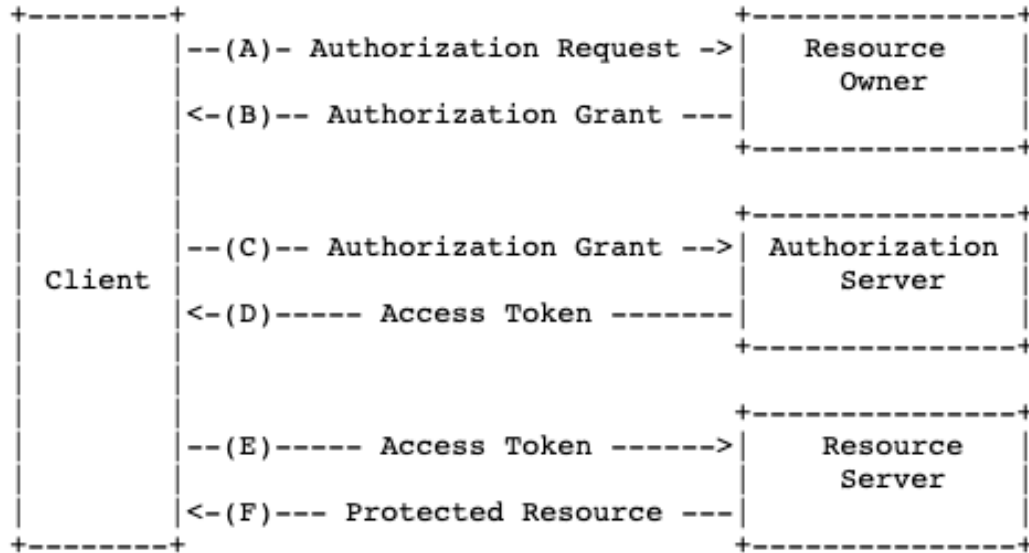 +--------+                               +---------------+
|        |--(A)- Authorization Request ->|   Resource    |
|        |                               |     Owner     |
|        |<-(B)-- Authorization Grant ---|               |
|        |                               +---------------+
|        |
|        |                               +---------------+
|        |--(C)-- Authorization Grant -->| Authorization |
| Client |                               |     Server    |
|        |<-(D)----- Access Token -------|               |
|        |                               +---------------+
|        |
|        |                               +---------------+
|        |--(E)----- Access Token ------>|    Resource   |
|        |                               |     Server    |
|        |<-(F)--- Protected Resource ---|               |
+--------+                               +---------------+